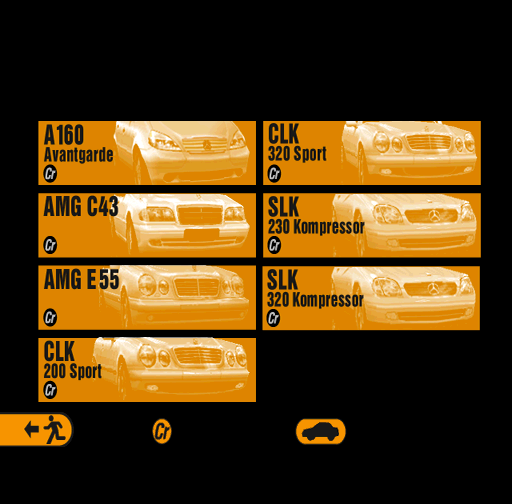 A160
Avantgarde
Cr
AMG C43
Cr
AMG E55
Cr
CLK
200 Sport
Cr
CLK
320 Sport
Cr
SLK
230 Kompressor
Cr
SLK
320 Kompressor
Cr
Cr